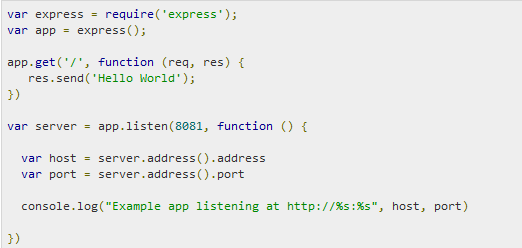 var express = require('express');
var app = express();
app.get('/', function (req, res) {
res.send('Hello World');
})
var server = app.listen(8081, function () {
var host = server.address().address
var port = server.address().port
console.log("Example app listening at http://%s:%s", host, port)
})